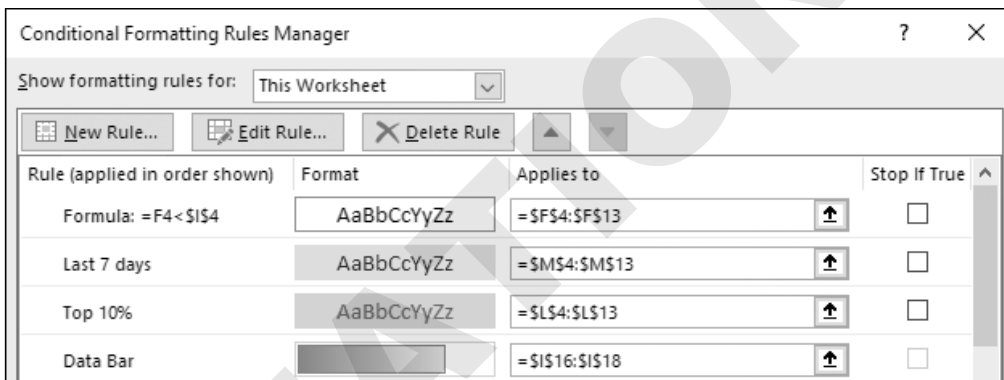 Conditional Formatting Rules Manager ? ×
Show formatting rules for: This Worksheet
New Rule... Edit Rule... Delete Rule
Rule (applied in order shown) Format Applies to Stop If True
Formula: =F4<$I$4 AaBbCcYyZz =$F$4:$F$13
Last 7 days AaBbCcYyZz =$M$4:$M$13
Top 10% AaBbCcYyZz =$L$4:$L$13
Data Bar =$I$16:$I$18